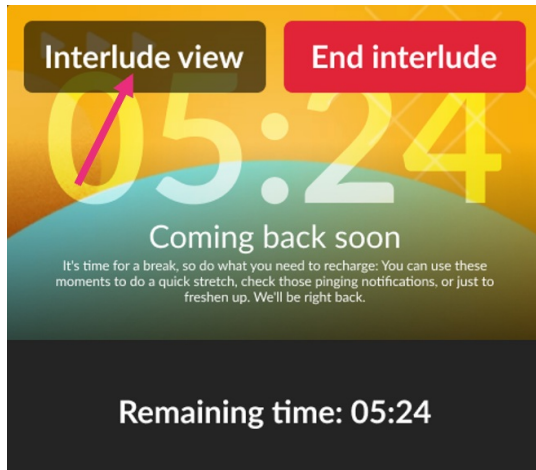 Interlude view
End interlude
05:24
Coming back soon
It's time for a break, so do what you need to recharge: You can use these
moments to do a quick stretch, check those pinging notifications, or just to
freshen up. We'll be right back.
Remaining time: 05:24